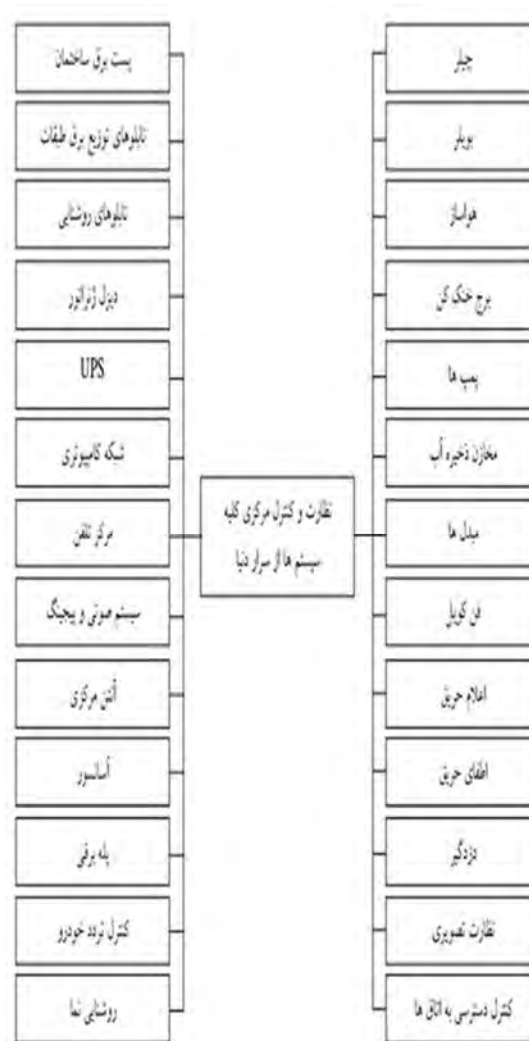 چیلر
بویلر
هواساز
برج خنک کن
پمپ ها
مخازن ذخیره آب
مبدل ها
فن کویل
اعلام حریق
اطفای حریق
دزدگیر
نظارت تصویری
کنترل دسترسی به اتاق ها
نظارت و کنترل مرکزی کلیه
سیستم ها از سرار دنیا
پست برق ساختمان
تابلوهای توزیع برق طبقات
تابلوهای روشنایی
دیزل ژنراتور
UPS
شبکه کامپیوتری
مرکز تلفن
سیستم صوتی و پیجینگ
آنتن مرکزی
آسانسور
پله برقی
کنترل تردد خودرو
روشنایی نما